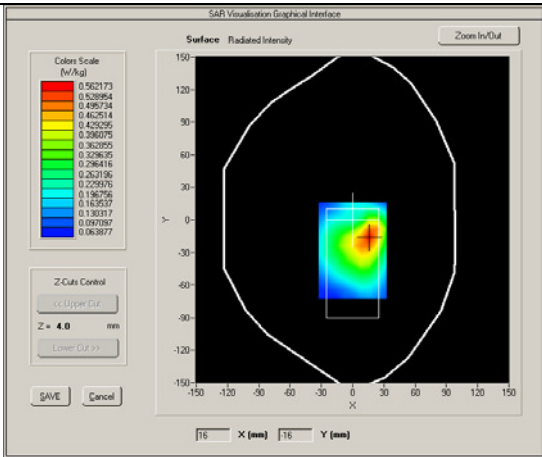 SAR Visualisation Graphical Interface
Surface Radiated Intensity
Zoom In/Out
Colors Scale
(W/kg)
0.562173
0.528954
0.495734
0.462514
0.429295
0.396075
0.362855
0.329635
0.296416
0.263196
0.229976
0.196756
0.163537
0.130317
0.097097
0.063877
Z-Cuts Control
<< Upper Cut
Z = 4.0 mm
Lower Cut >>
SAVE Cancel
150
90
60
30
Y 0
-30
-60
-90
-120
-150
-150 -120 -90 -60 -30 0 30 60 90 120 150
X
16 X (mm) -16 Y (mm)